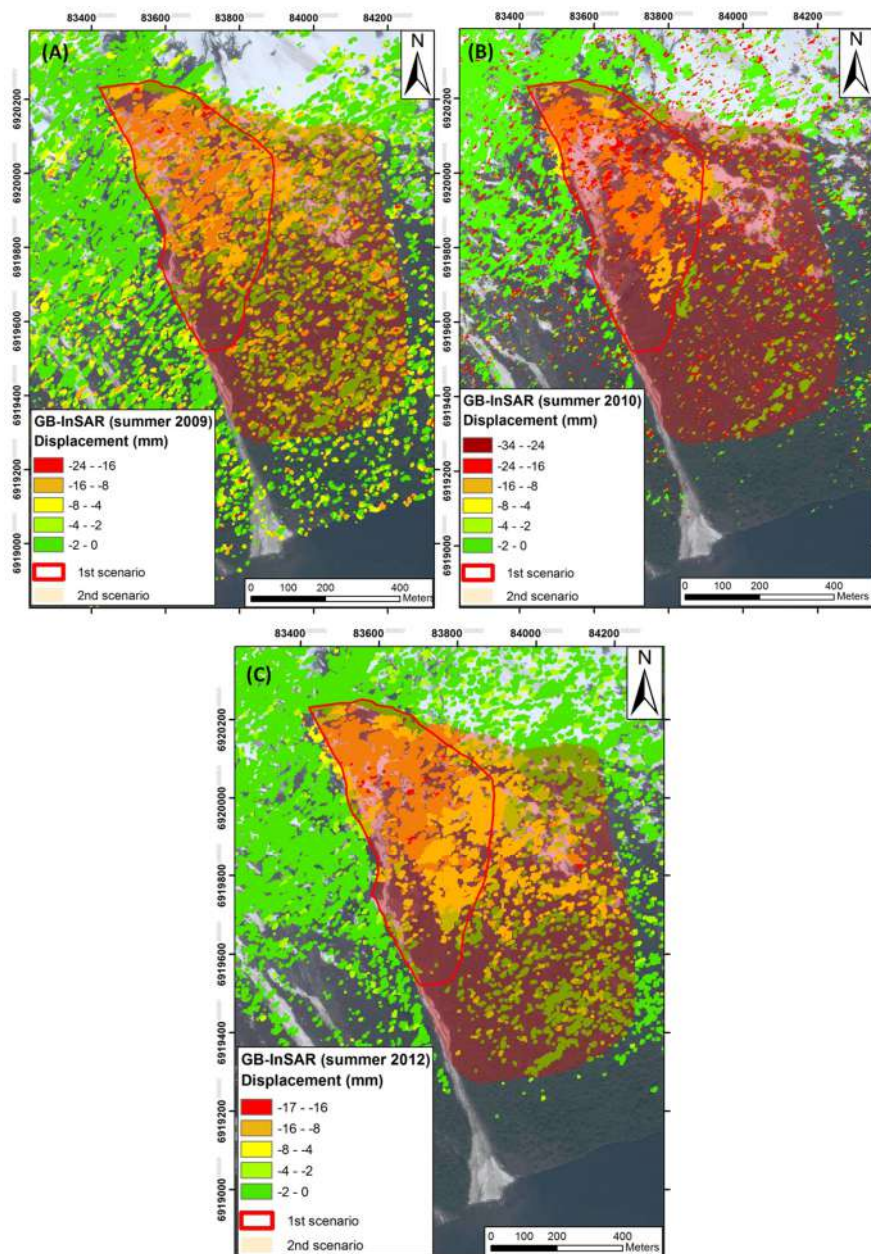 83400 83600 83800 84000 84200
(A)
N
6920200
6920000
6919800
6919600
6919400
6919200
6919000
GB-InSAR (summer 2009)
Displacement (mm)
-24 - -16
-16 - -8
-8 - -4
-4 - -2
-2 - 0
1st scenario
2nd scenario
0 100 200 400
Meters
83400 83600 83800 84000 84200
(B)
N
6920200
6920000
6919800
6919600
6919400
6919200
6919000
GB-InSAR (summer 2010)
Displacement (mm)
-34 - -24
-24 - -16
-16 - -8
-8 - -4
-4 - -2
-2 - 0
1st scenario
2nd scenario
0 100 200 400
Meters
83400 83600 83800 84000 84200
(C)
N
6920200
6920000
6919800
6919600
6919400
6919200
6919000
GB-InSAR (summer 2012)
Displacement (mm)
-17 - -16
-16 - -8
-8 - -4
-4 - -2
-2 - 0
1st scenario
2nd scenario
0 100 200 400
Meters